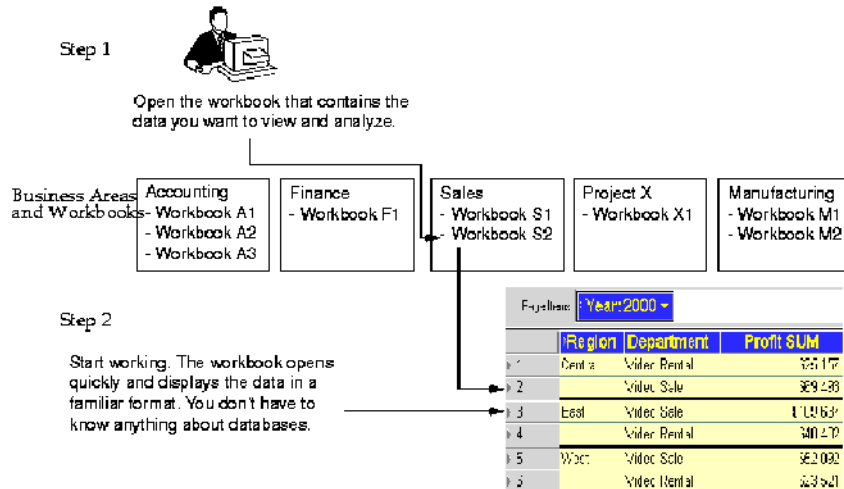 Step 1
Open the workbook that contains the
data you want to view and analyze.
Business Areas
and Workbooks
Accounting
- Workbook A1
- Workbook A2
- Workbook A3
Finance
- Workbook F1
Sales
- Workbook S1
- Workbook S2
Project X
- Workbook X1
Manufacturing
- Workbook M1
- Workbook M2
Step 2
Start working. The workbook opens
quickly and displays the data in a
familiar format. You don't have to
know anything about databases.
Year: 2000
Region Department Profit SUM
1 Central Video Rental
2 Video Sale
3 East Video Sale
4 Video Rental
5 West Video Sale
Video Rental